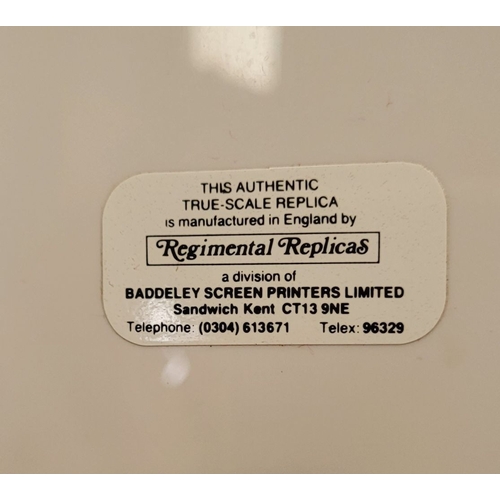 THIS AUTHENTIC
TRUE-SCALE REPLICA
is manufactured in England by
Regimental Replicas
a division of
BADDELEY SCREEN PRINTERS LIMITED
Sandwich Kent CT13 9NE
Telephone: (0304) 613671 Telex: 96329